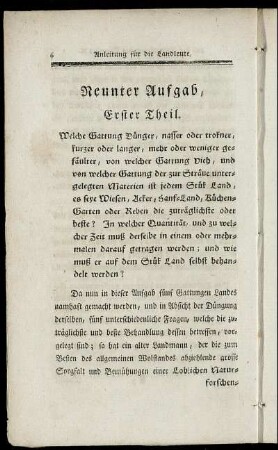 6 Anleitung für die Landleute.
Neunter Aufgab,
Erster Theil.
Welche Gattung Dünger, nasser oder trokner,
kurzer oder langer, mehr oder weniger ge-
säulter, von welcher Gattung Vieh, und
von welcher Gattung der zur Ströue unter-
gelegten Materien ist jedem Stük Land,
es seye Wiesen, Aeker, Hanf-Land, Küchen-
Garten oder Reben die zuträglichste oder
beste? In welcher Quantität, und zu wel-
cher Zeit muß derselbe in einem oder mehr-
malen darauf getragen werden; und wie
muß er auf dem Stük Land selbst behan-
delt werden?
Da nun in dieser Aufgab fünf Gattungen Landes
namhaft gemacht werden, und in Absicht der Düngung
derselben, fünf unterschiedenliche Fragen, welche die zu-
träglichste und beste Behandlung dessen betreffen, vor-
gelegt sind; so hat ein alter Landmann, der die zum
Besten des allgemeinen Wolstandes abziehlende grosse
Sorgfalt und Bemühungen einer Loblichen Natur-
forschen-